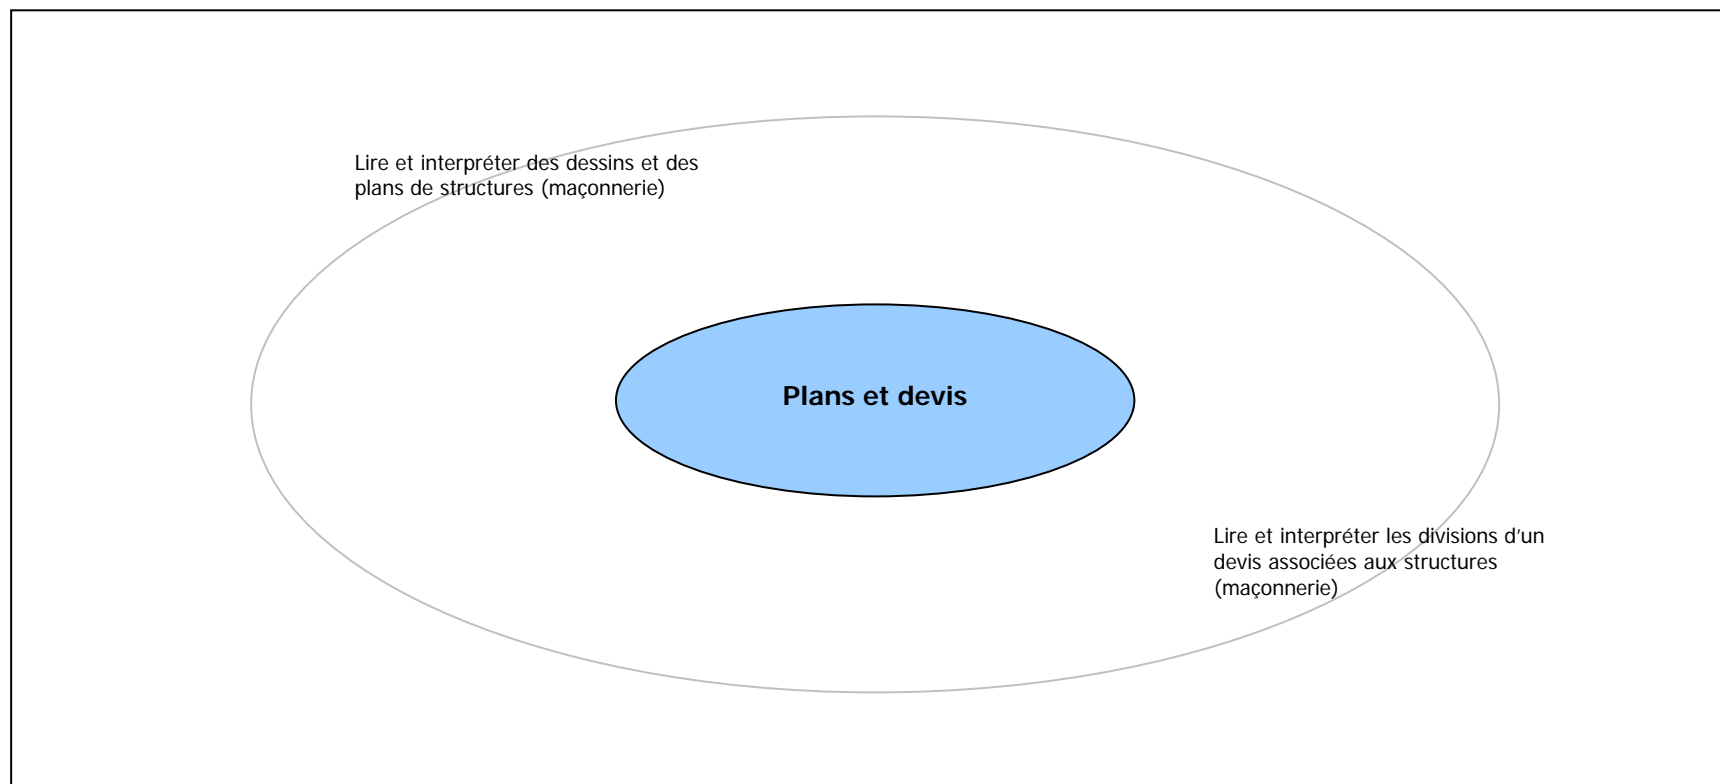 Lire et interpréter des dessins et des
plans de structures (maçonnerie)
Plans et devis
Lire et interpréter les divisions d’un
devis associées aux structures
(maçonnerie)